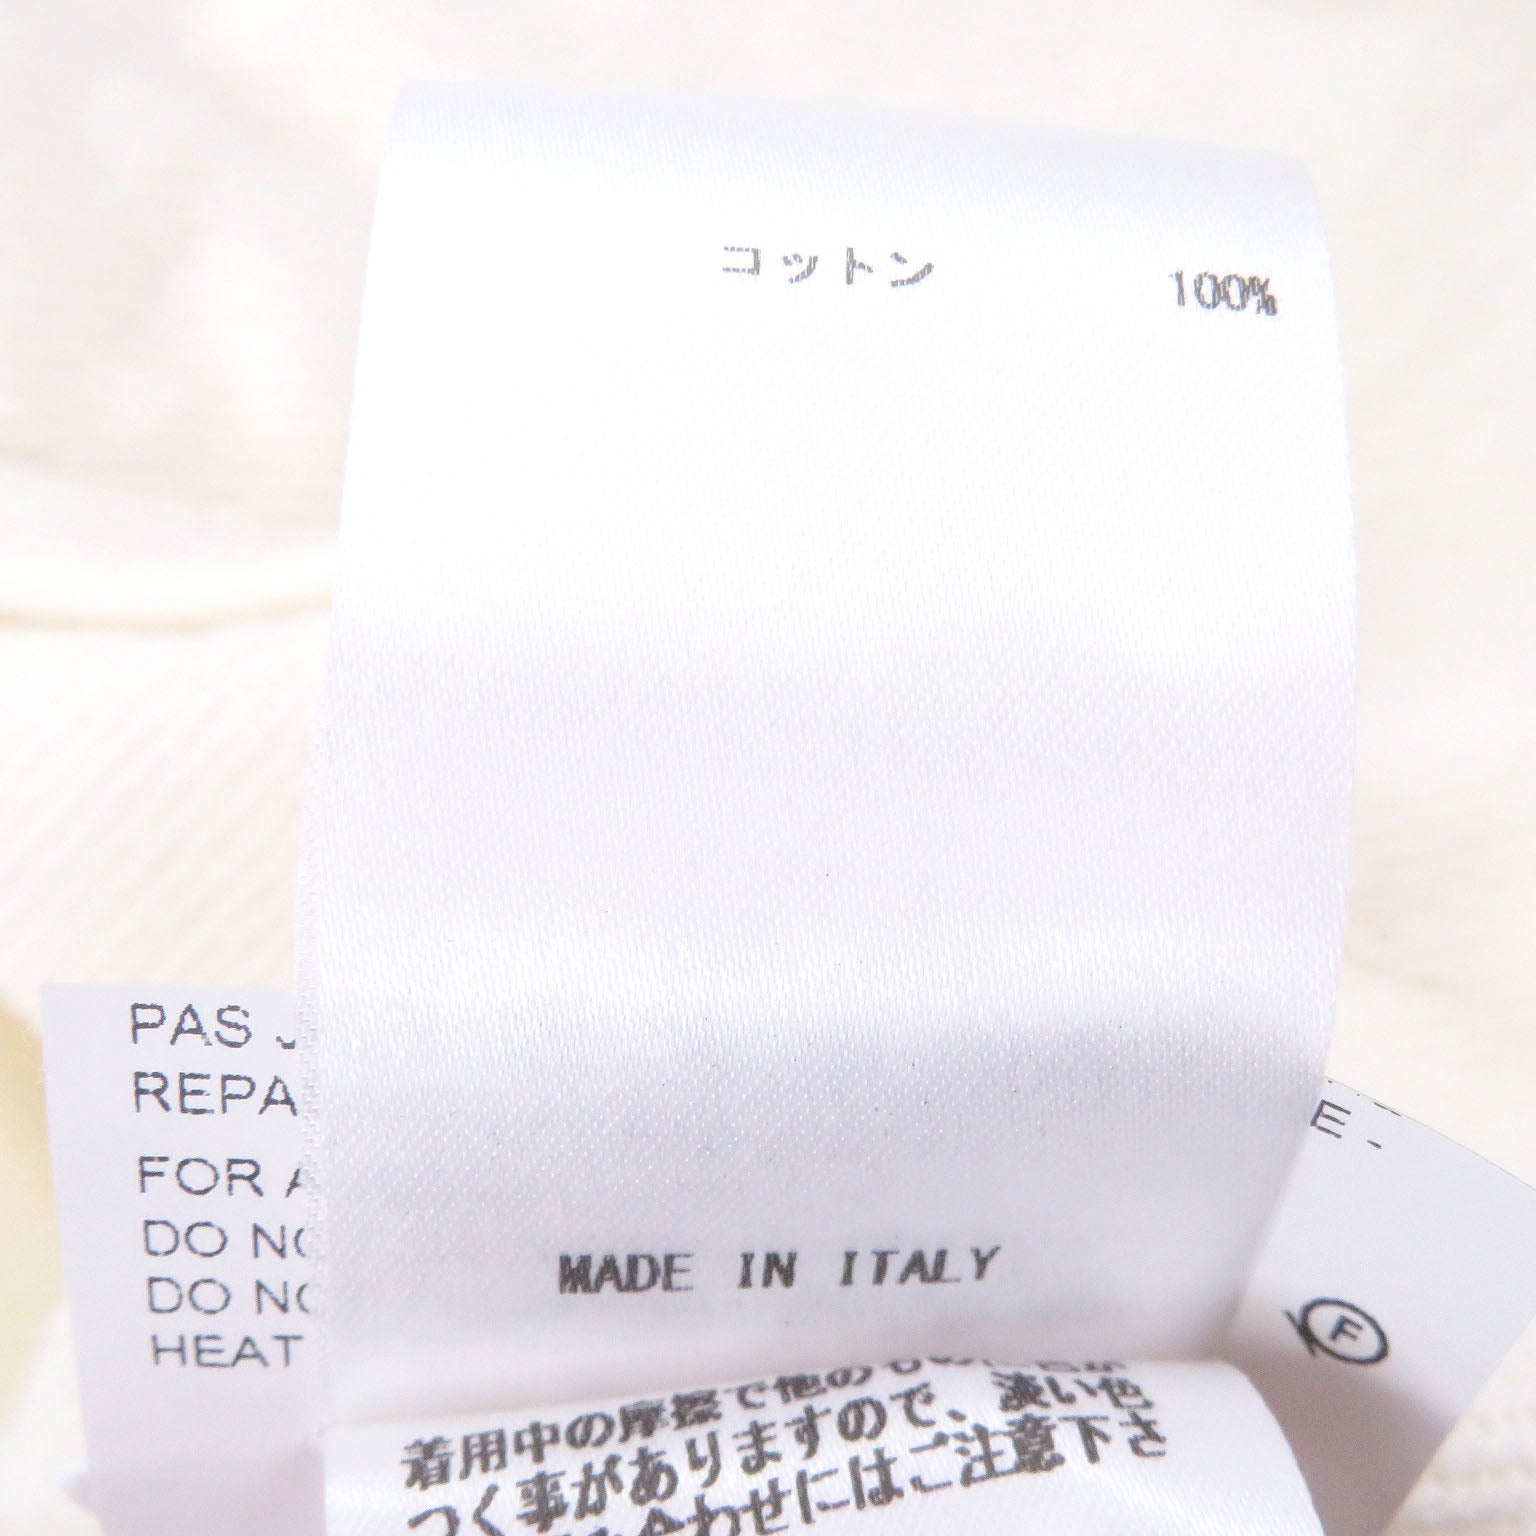 コットン 100%
MADE IN ITALY
PAS
REPA
FOR A
DO NO
DO NO
HEAT
E.
F
着用中の摩擦で他のものに色が
つく事がありますので、淡い色
合わせにはご注意下さ